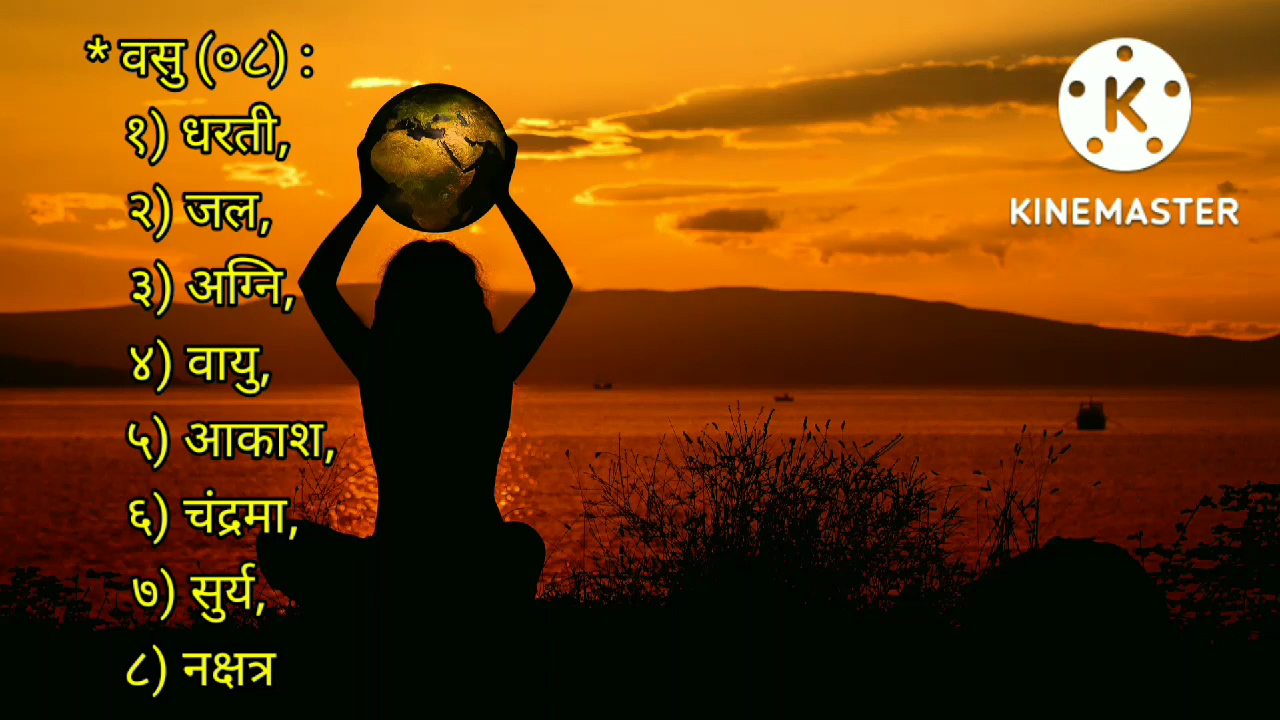 * वसु (०८) :
१) धरती,
२) जल,
३) अग्नि,
४) वायु,
५) आकाश,
६) चंद्रमा,
७) सुर्य,
८) नक्षत्र
K
KINEMASTER